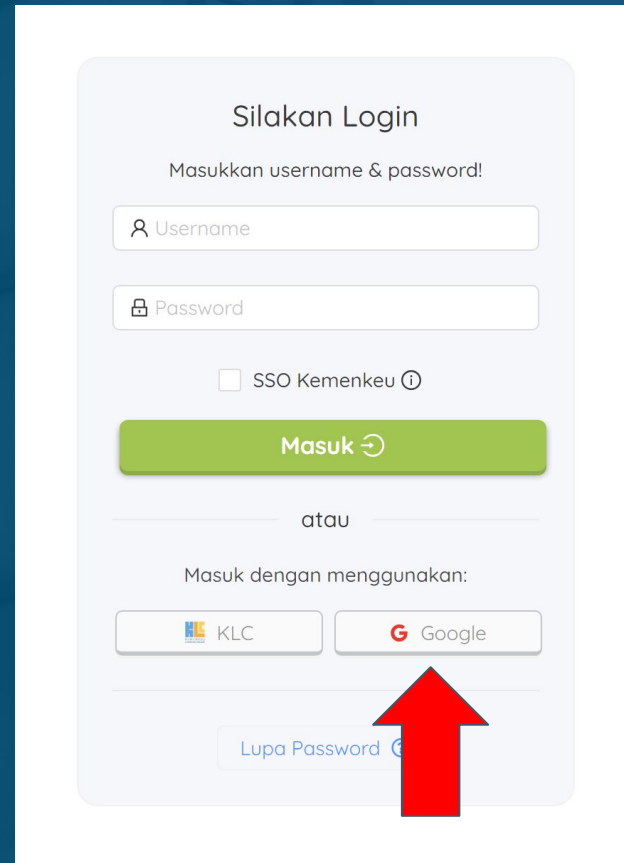 Silakan Login
Masukkan username & password!
Username
Password
SSO Kemenkeu
Masuk
atau
Masuk dengan menggunakan:
KLC
G Google
Lupa Password